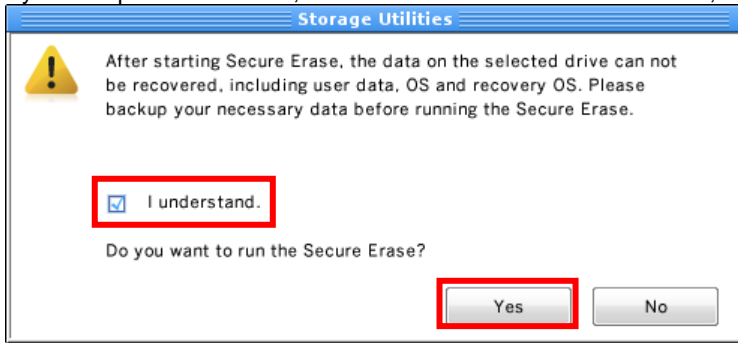 Storage Utilities
After starting Secure Erase, the data on the selected drive can not
be recovered, including user data, OS and recovery OS. Please
backup your necessary data before running the Secure Erase.
I understand.
Do you want to run the Secure Erase?
Yes No